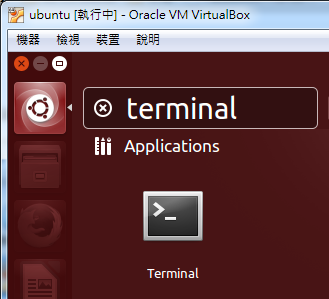 ubuntu [執行中] - Oracle VM VirtualBox
機器 檢視 裝置 說明
terminal
Applications
Terminal